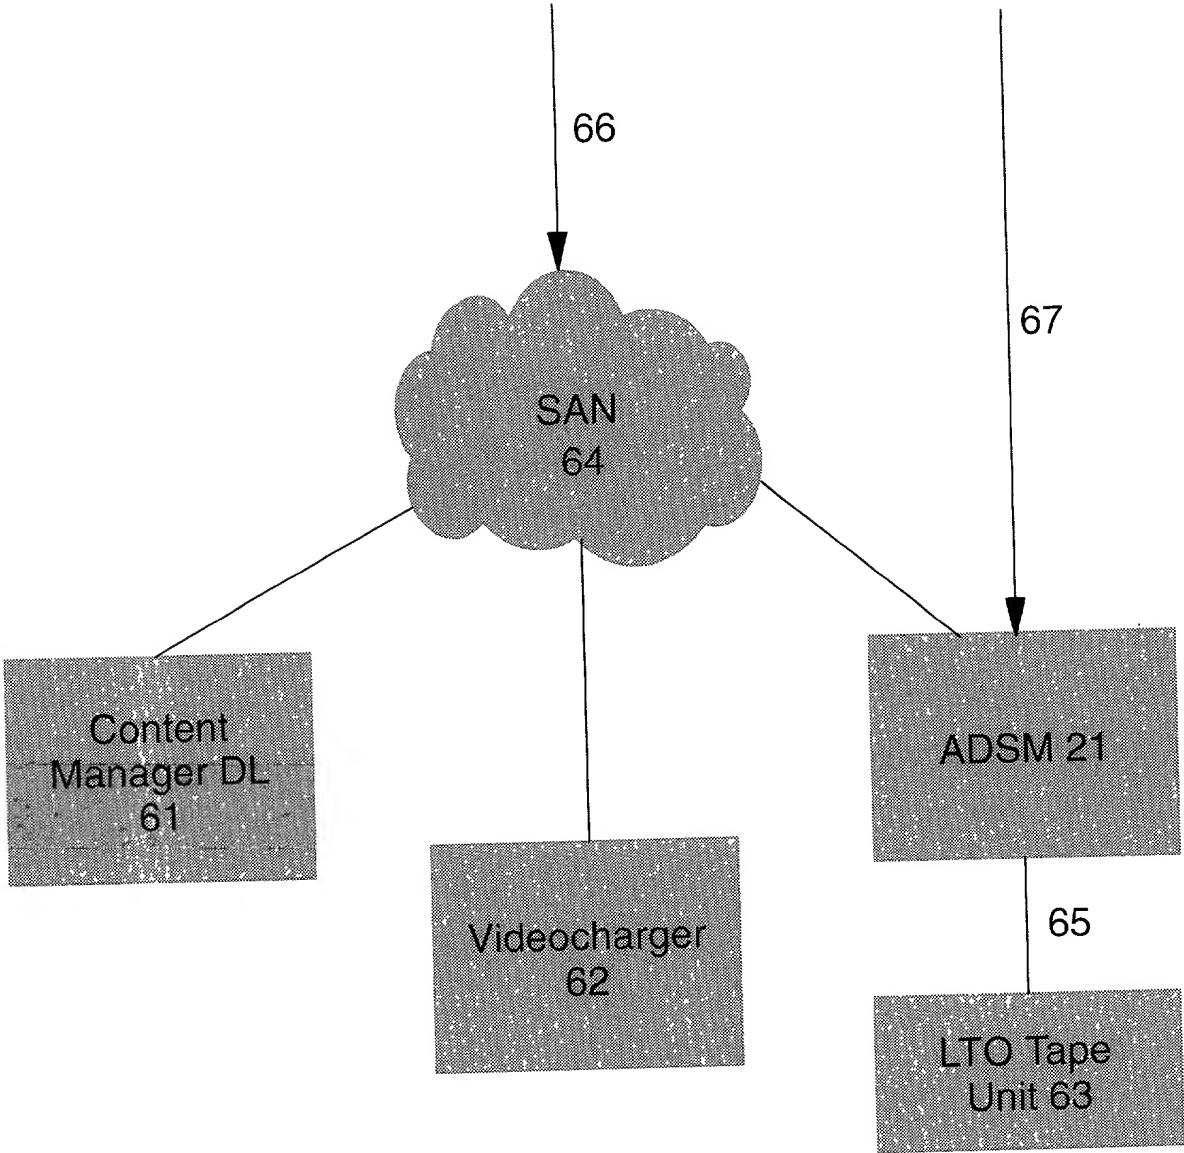 66
67
SAN
64
Content
Manager DL
61
ADSM 21
65
Videocharger
62
LTO Tape
Unit 63